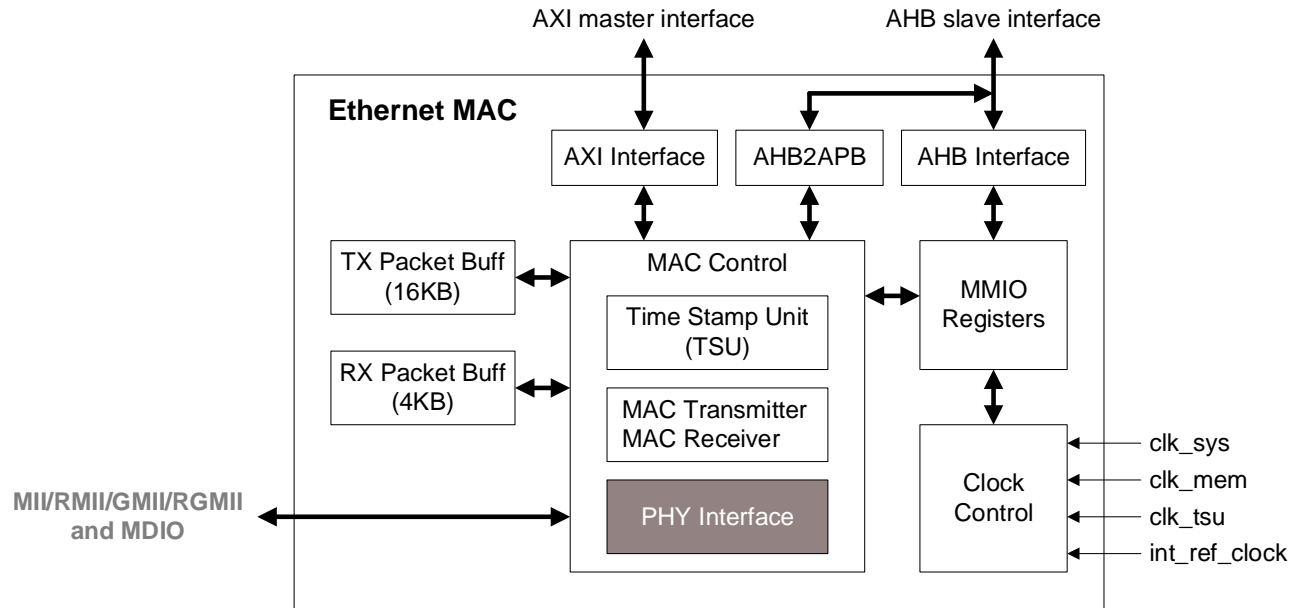 AXI master interface
AHB slave interface
Ethernet MAC
AXI Interface
AHB2APB
AHB Interface
TX Packet Buff
(16KB)
MAC Control
MMIO
Registers
Time Stamp Unit
(TSU)
RX Packet Buff
(4KB)
MAC Transmitter
MAC Receiver
MII/RMII/GMII/RGMII
and MDIO
PHY Interface
Clock
Control
clk_sys
clk_mem
clk_tsu
int_ref_clock